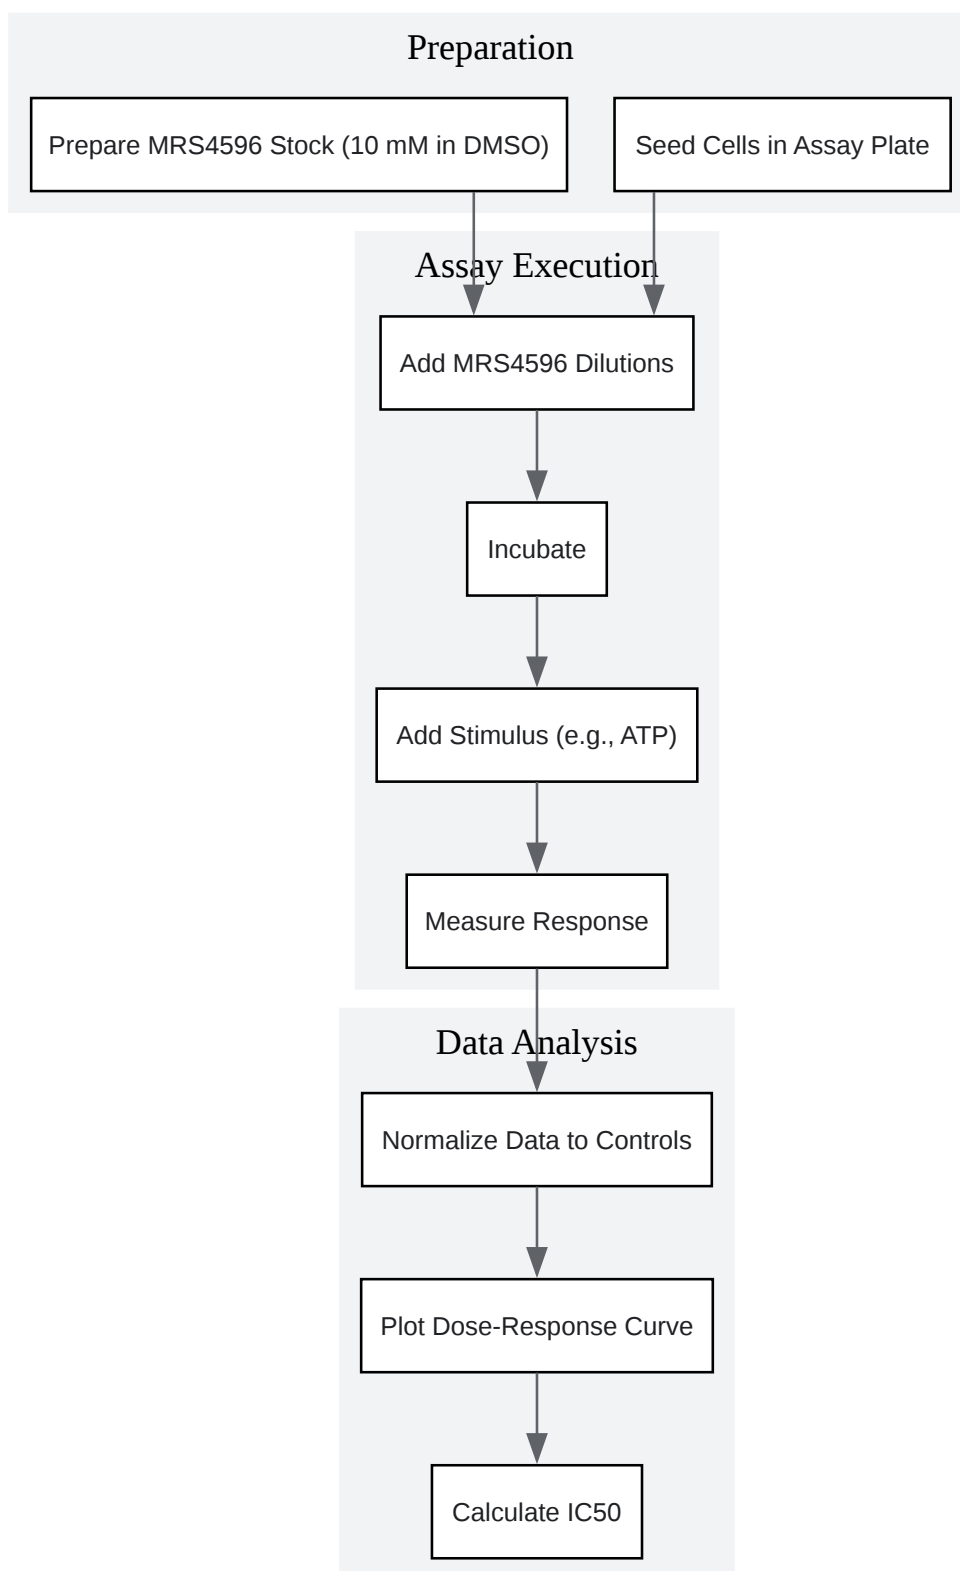 Preparation
Prepare MRS4596 Stock (10 mM in DMSO)
Seed Cells in Assay Plate
Assay Execution
Add MRS4596 Dilutions
Incubate
Add Stimulus (e.g., ATP)
Measure Response
Data Analysis
Normalize Data to Controls
Plot Dose-Response Curve
Calculate IC50